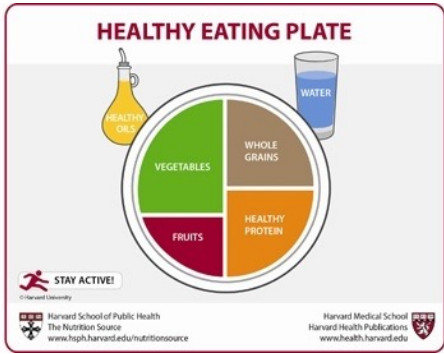 HEALTHY EATING PLATE
HEALTHY
OILS
WATER
VEGETABLES
WHOLE
GRAINS
FRUITS
HEALTHY
PROTEIN
STAY ACTIVE!
© Harvard University
Harvard School of Public Health
The Nutrition Source
www.hsph.harvard.edu/nutritionsource
Harvard Medical School
Harvard Health Publications
www.health.harvard.edu